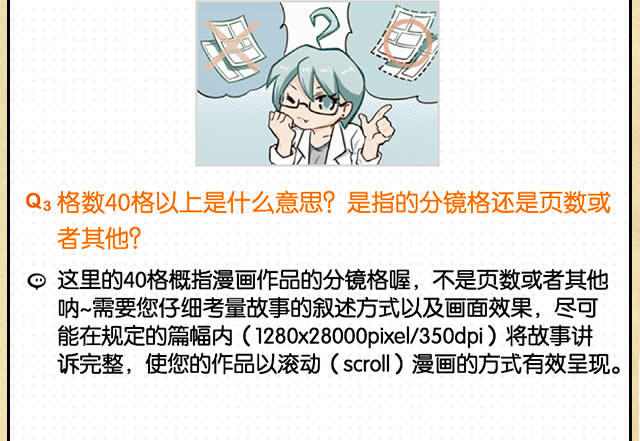 Q3 格数40格以上是什么意思？是指的分镜格还是页数或
者其他？
这里的40格概指漫画作品的分镜格喔，不是页数或者其他
呐~需要您仔细考量故事的叙述方式以及画面效果，尽可
能在规定的篇幅内（1280x28000pixel/350dpi）将故事讲
诉完整，使您的作品以滚动（scroll）漫画的方式有效呈现。